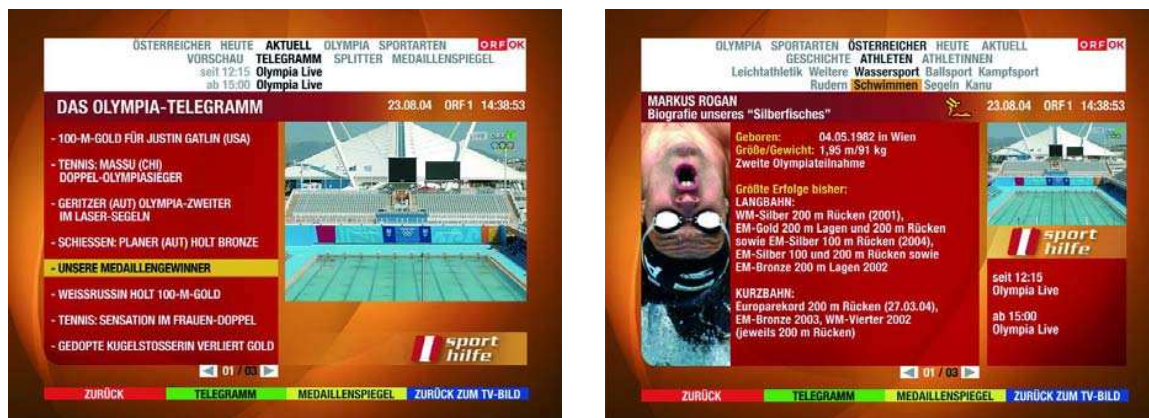 ÖSTERREICHER HEUTE AKTUELL OLYMPIA SPORTARTEN
ORF OK
VORSCHAU TELEGRAMM SPLITTER MEDAILLENSPIEGEL
seit 12:15 Olympia Live
ab 15:00 Olympia Live
DAS OLYMPIA-TELEGRAMM
23.08.04 ORF 1 14:38:53
- 100-M-GOLD FÜR JUSTIN GATLIN (USA)
- TENNIS: MASSU (CHI)
DOPPEL-OLYMPIASIEGER
- GERITZER (AUT) OLYMPIA-ZWEITER
IM LASER-SEGELN
- SCHIESSEN: PLANER (AUT) HOLT BRONZE
- UNSERE MEDAILLENGEWINNER
- WEISSRUSSIN HOLT 100-M-GOLD
- TENNIS: SENSATION IM FRAUEN-DOPPEL
- GEDOPTE KUGELSTOSSERIN VERLIERT GOLD
sport
hilfe
01 / 03
ZURÜCK TELEGRAMM MEDAILLENSPIEGEL ZURÜCK ZUM TV-BILD
OLYMPIA SPORTARTEN ÖSTERREICHER HEUTE AKTUELL
ORF OK
GESCHICHTE ATHLETEN ATHLETINNEN
Leichtathletik Weitere Wassersport Ballsport Kampfsport
Rudern Schwimmen Segeln Kanu
MARKUS ROGAN
Biografie unseres "Silberfisches"
23.08.04 ORF 1 14:38:53
Geboren: 04.05.1982 in Wien
Größe/Gewicht: 1,95 m/91 kg
Zweite Olympiateilnahme
Größte Erfolge bisher:
LANGBAHN:
WM-Silber 200 m Rücken (2001),
EM-Gold 200 m Lagen und 200 m Rücken
sowie EM-Silber 100 m Rücken (2004),
EM-Silber 100 und 200 m Rücken sowie
EM-Bronze 200 m Lagen 2002
KURZBAHN:
Europarekord 200 m Rücken (27.03.04),
EM-Bronze 2003, WM-Vierter 2002
(jeweils 200 m Rücken)
sport
hilfe
seit 12:15
Olympia Live
ab 15:00
Olympia Live
01 / 03
ZURÜCK TELEGRAMM MEDAILLENSPIEGEL ZURÜCK ZUM TV-BILD